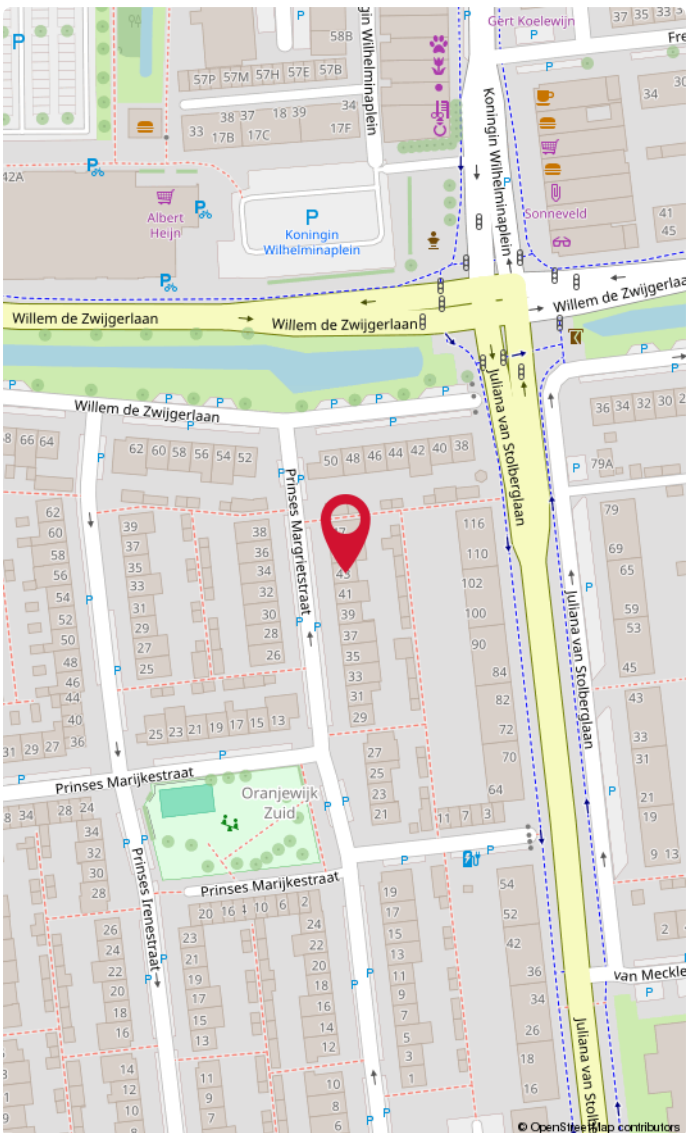 Gert Koelewijn
37 35 33
58B
P
Fre
57P 57M 57H 57E 57B
Koningin Wilhelminaplein
34 30
38 37 18 39 34
33 17B 17C 17F
Koningin Wilhelminaplein
42A
P
Albert
Heijn
P
Koningin
Wilhelminaplein
Sonneveld
41
45
P
Willem de Zwijgerlaan
Willem de Zwijgerlaan
Willem de Zwijgerlaa
Juliana van Stolberglaan
Willem de Zwijgerlaan
36 34 32 30 2
68 66 64
62 60 58 56 54 52
50 48 46 44 42 40 38
79A
Prinses Margrietstraat
62
60
58
56
54
52
50
48
46
44
40
36
39
37
34
33
31
29
27
25
38
36
34
32
30
28
26
43
41
39
37
35
33
31
29
116
110
102
100
90
84
82
72
70
64
79
69
65
59
53
45
43
33
31
21
19
9 13
Juliana van Stolberglaan
25 23 21 19 17 15 13
31 29 27
27
25
23
21
11 7 3
Prinses Marijkestraat
Oranjewijk
Zuid
34 28 24
34
32
30
28
Prinses Irenestraat
Prinses Marijkestraat
20 16 4 10 6 2
26
24
22
20
18
16
14
12
10
23
21
19
17
15
13
11
9
7
24
22
20
18
16
14
12
10
8
6
19
17
15
13
11
9
7
5
3
1
54
52
42
36
34
26
18
16
2
van Meckle
Juliana van Stolb
© OpenStreetMap contributors